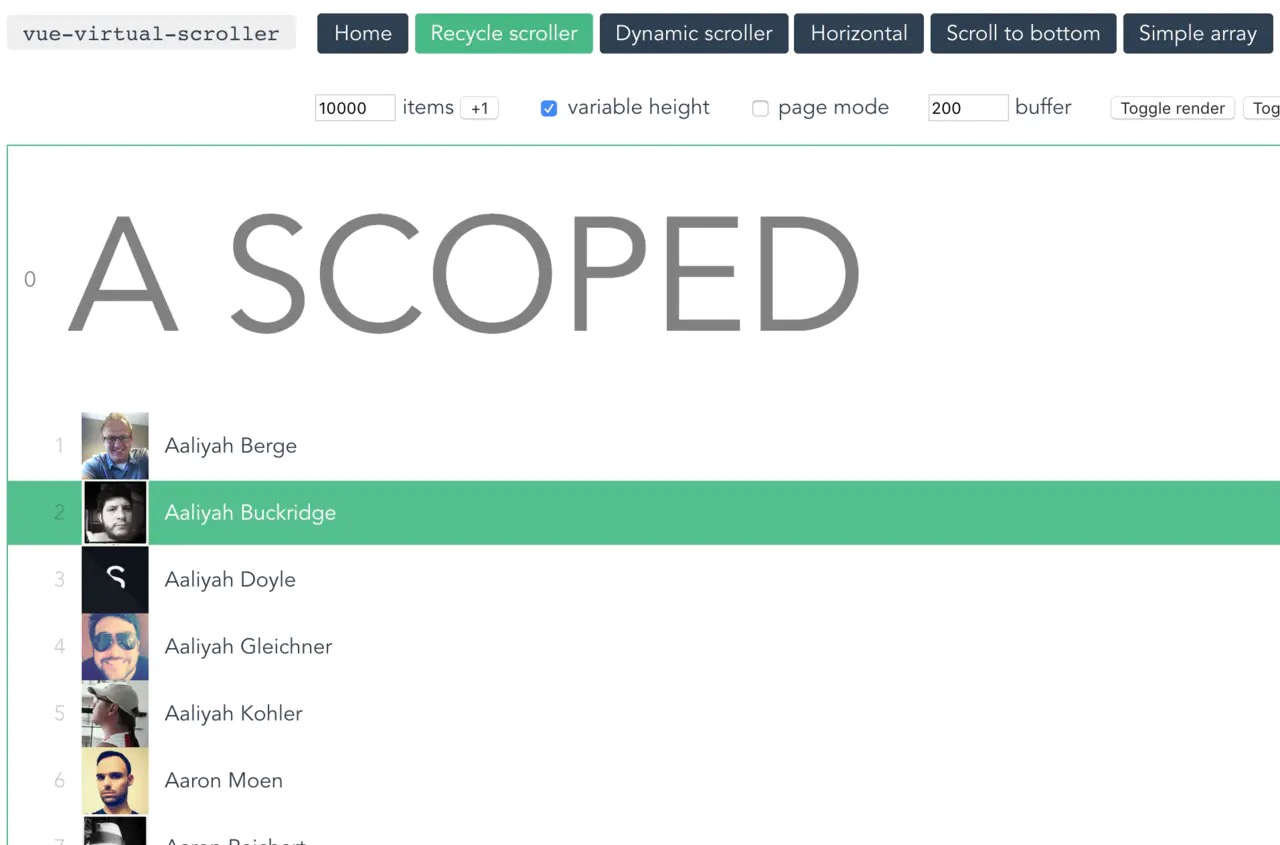 vue-virtual-scroller Home Recycle scroller Dynamic scroller Horizontal Scroll to bottom Simple array
10000 items +1 variable height page mode 200 buffer Toggle render Tog
0 A SCOPED
1 Aaliyah Berge
2 Aaliyah Buckridge
3 Aaliyah Doyle
4 Aaliyah Gleichner
5 Aaliyah Kohler
6 Aaron Moen
7 Aaron Reichert